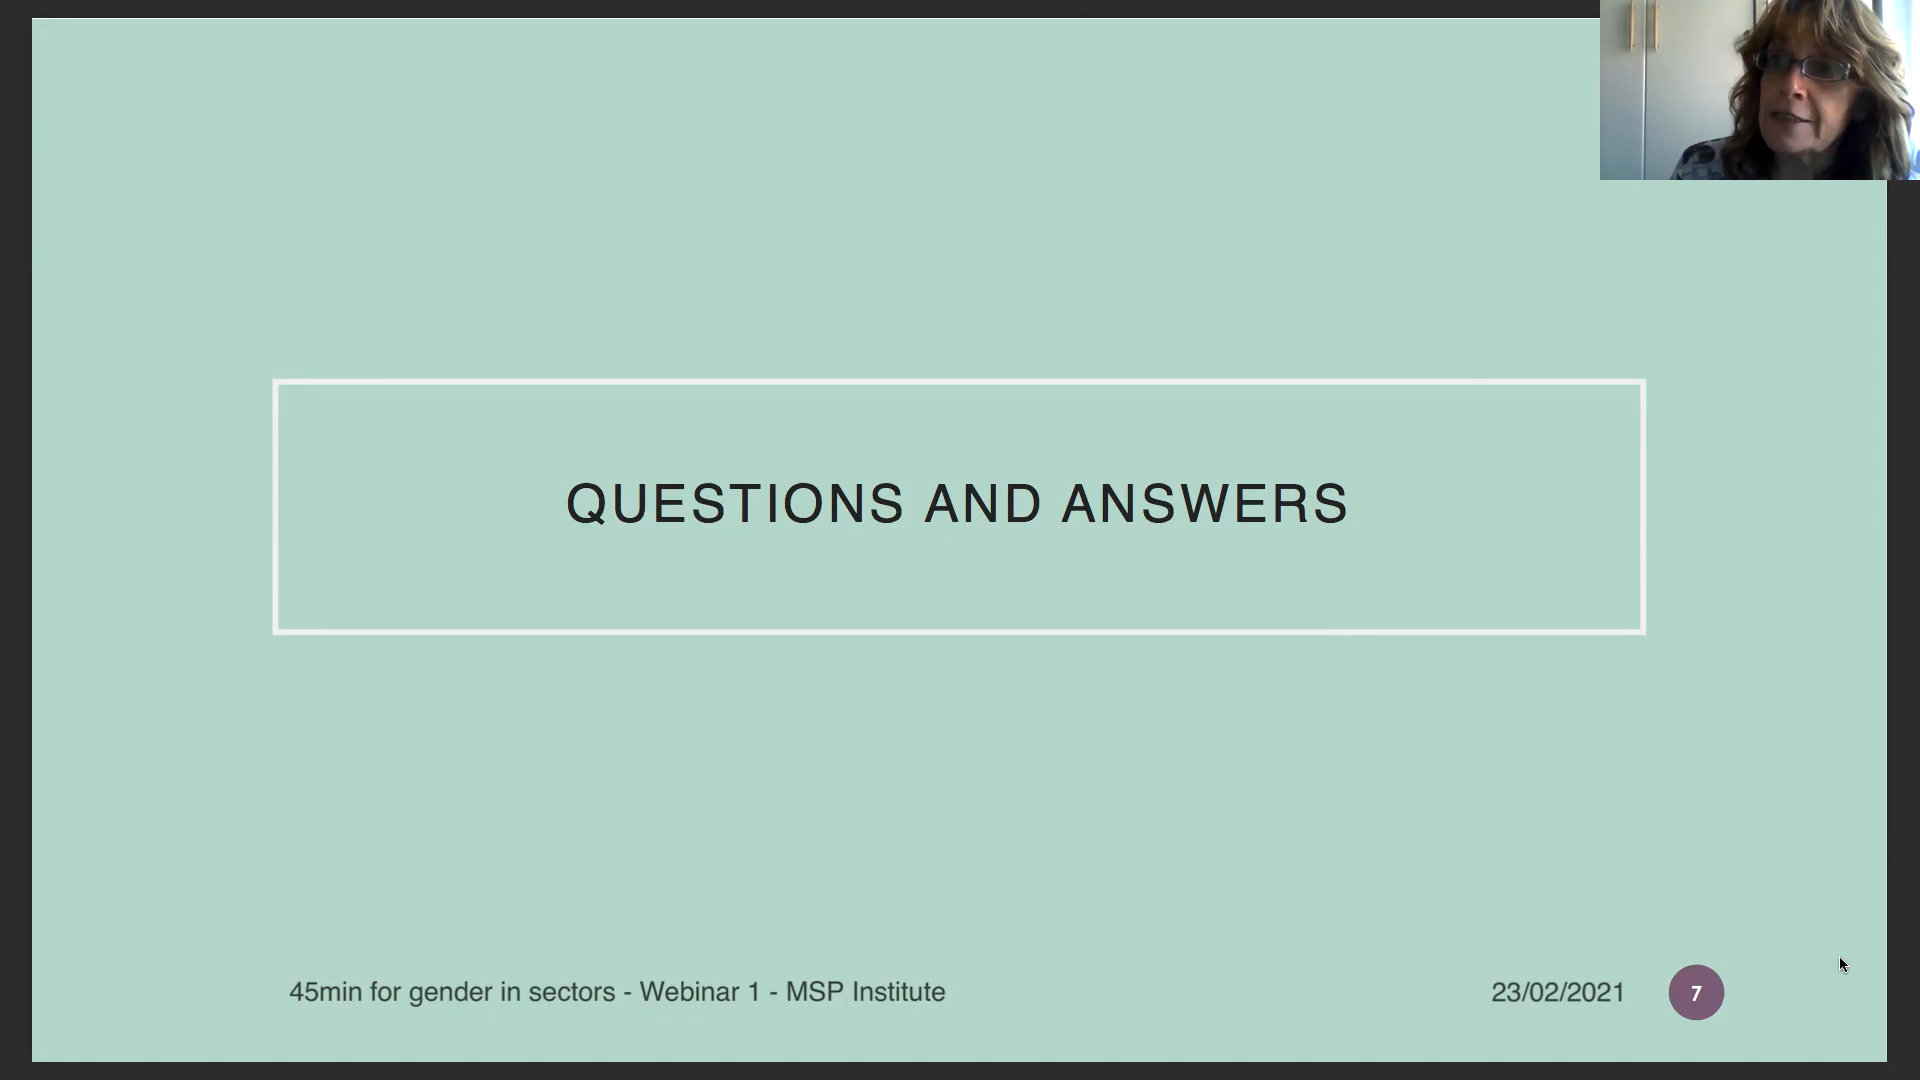 QUESTIONS AND ANSWERS
45min for gender in sectors - Webinar 1 - MSP Institute
23/02/2021
7